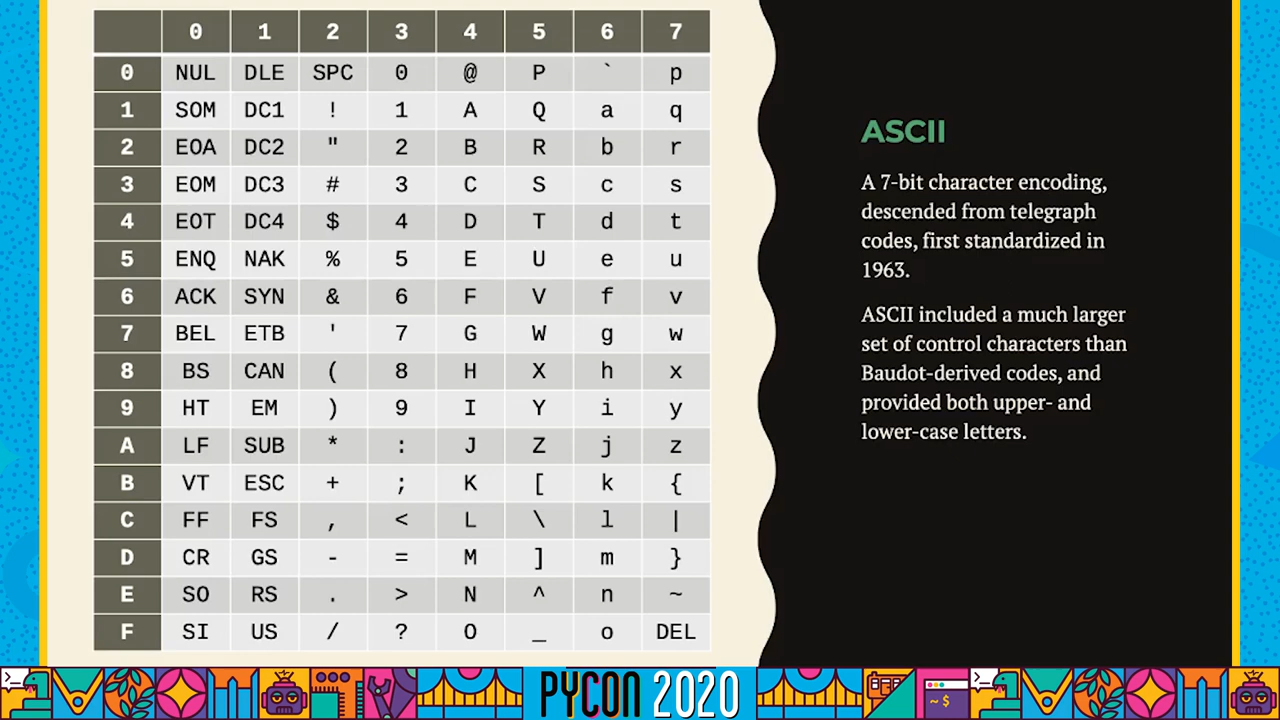 0 1 2 3 4 5 6 7
0 NUL DLE SPC 0 @ P ` p
1 SOM DC1 ! 1 A Q a q
2 EOA DC2 " 2 B R b r
3 EOM DC3 # 3 C S c s
4 EOT DC4 $ 4 D T d t
5 ENQ NAK % 5 E U e u
6 ACK SYN & 6 F V f v
7 BEL ETB ' 7 G W g w
8 BS CAN ( 8 H X h x
9 HT EM ) 9 I Y i y
A LF SUB * : J Z j z
B VT ESC + ; K [ k {
C FF FS , < L \ l |
D CR GS - = M ] m }
E SO RS . > N ^ n ~
F SI US / ? O _ o DEL
ASCII
A 7-bit character encoding,
descended from telegraph
codes, first standardized in
1963.
ASCII included a much larger
set of control characters than
Baudot-derived codes, and
provided both upper- and
lower-case letters.
PYCON 2020
~$